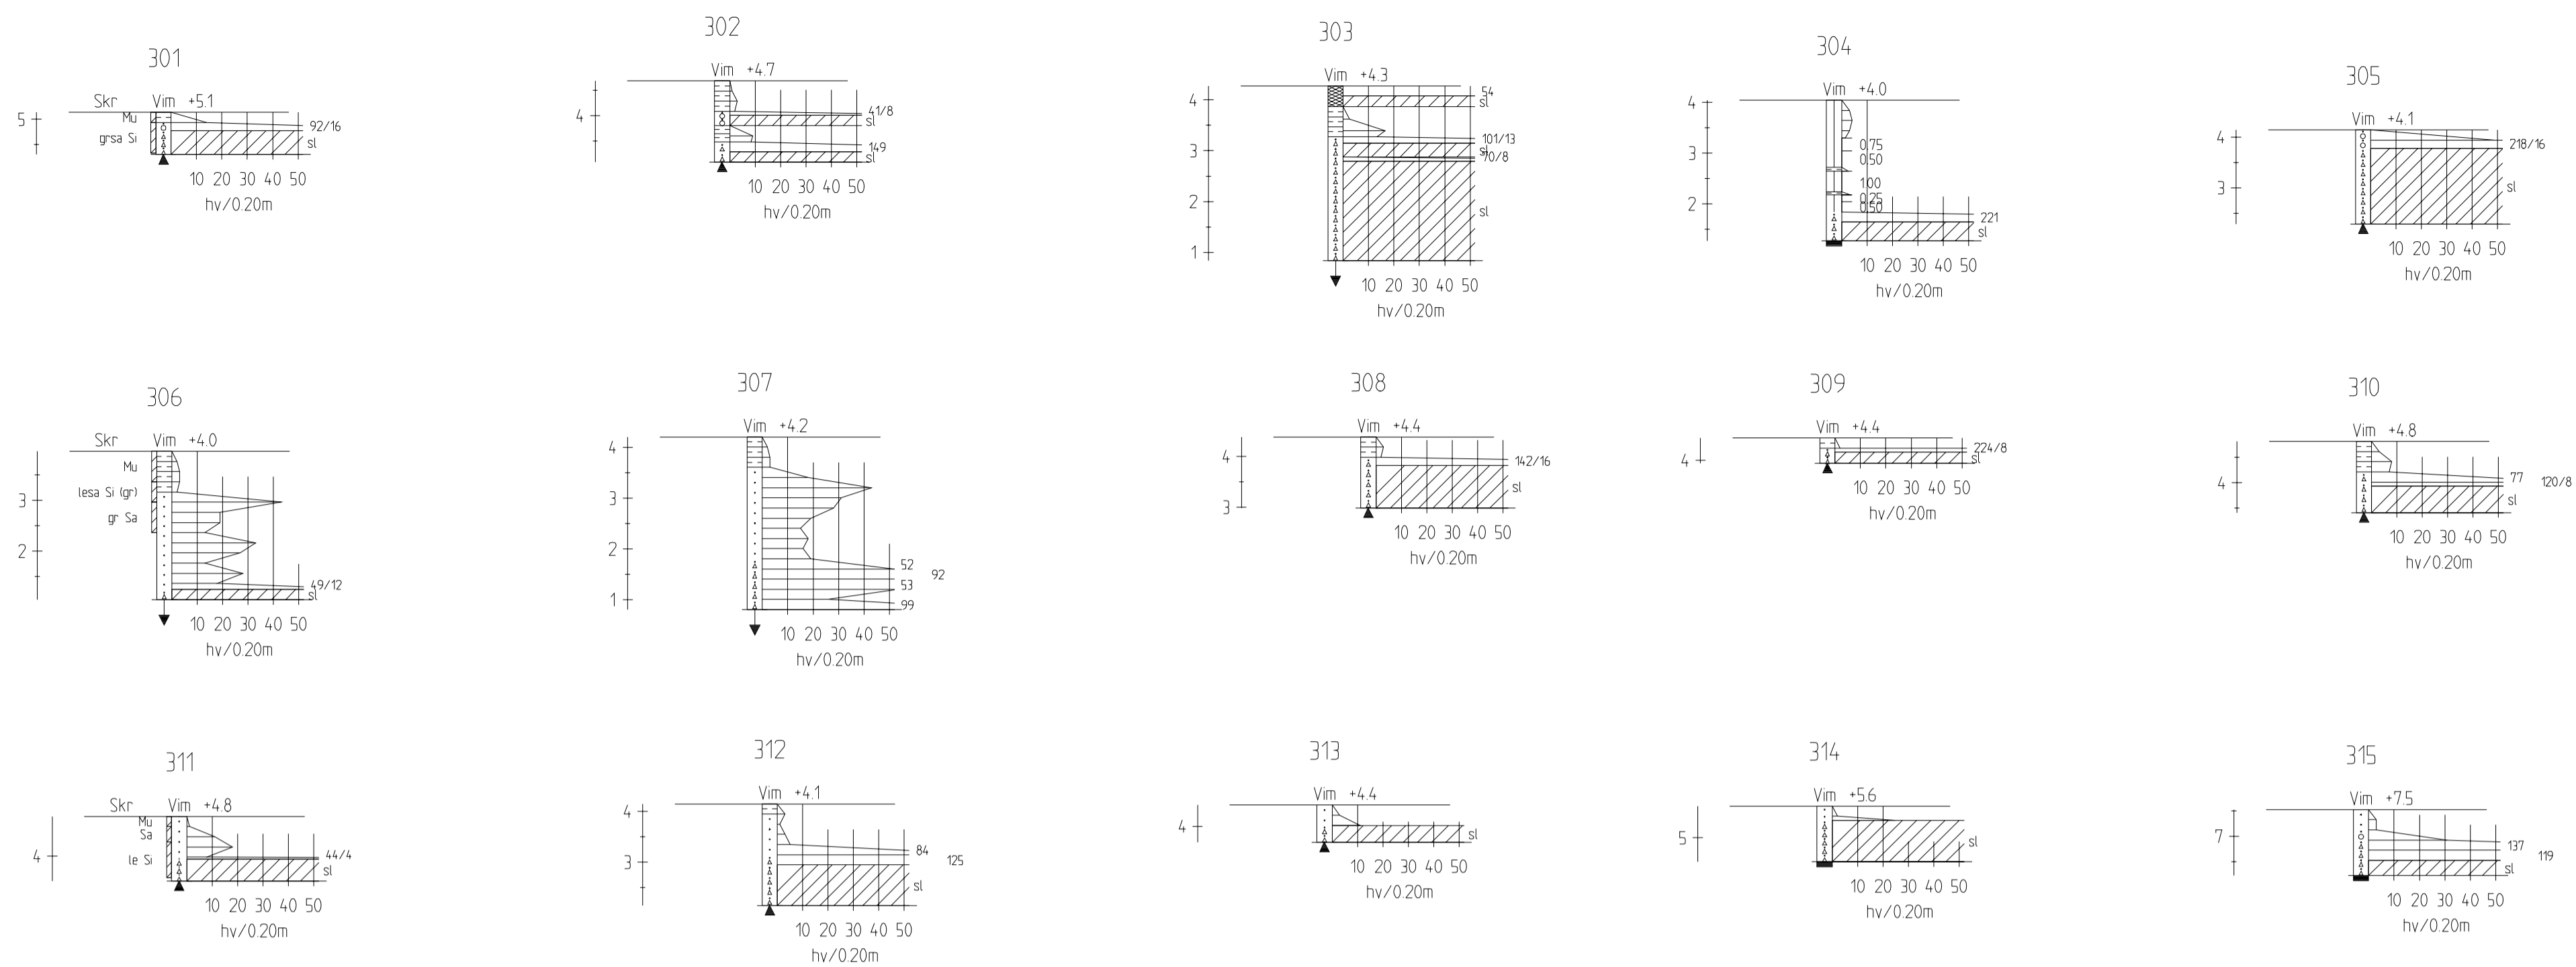 301
Skr Vim +5.1
5
Mu
grsa Si
92/16
sl
10 20 30 40 50
hv/0.20m
302
Vim +4.7
4
41/8
sl
149
sl
10 20 30 40 50
hv/0.20m
303
Vim +4.3
4
3
2
1
54
sl
101/13
sl
70/8
sl
10 20 30 40 50
hv/0.20m
304
Vim +4.0
4
3
2
0.75
0.50
1.00
0.25
0.50
221
sl
10 20 30 40 50
hv/0.20m
305
Vim +4.1
4
3
218/16
sl
10 20 30 40 50
hv/0.20m
306
Skr Vim +4.0
Mu
lesa Si (gr)
3
gr Sa
2
49/12
sl
10 20 30 40 50
hv/0.20m
307
Vim +4.2
4
3
2
1
52
92
53
99
10 20 30 40 50
hv/0.20m
308
Vim +4.4
4
3
142/16
sl
10 20 30 40 50
hv/0.20m
309
Vim +4.4
4
224/8
sl
10 20 30 40 50
hv/0.20m
310
Vim +4.8
4
77 120/8
sl
10 20 30 40 50
hv/0.20m
311
Skr Vim +4.8
Mu
Sa
le Si
4
44/4
sl
10 20 30 40 50
hv/0.20m
312
Vim +4.1
4
3
84
125
sl
10 20 30 40 50
hv/0.20m
313
Vim +4.4
4
sl
10 20 30 40 50
hv/0.20m
314
Vim +5.6
5
sl
10 20 30 40 50
hv/0.20m
315
Vim +7.5
7
137
119
sl
10 20 30 40 50
hv/0.20m